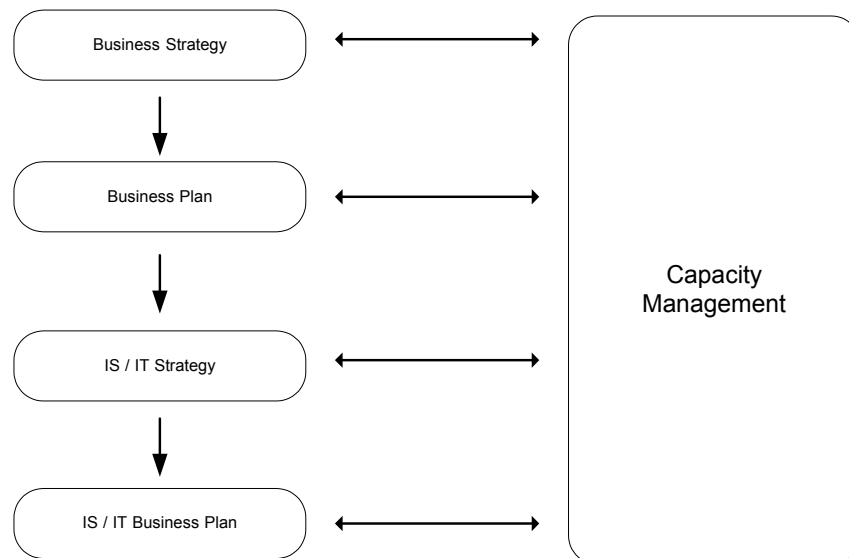 Business Strategy
Business Plan
IS / IT Strategy
IS / IT Business Plan
Capacity
Management